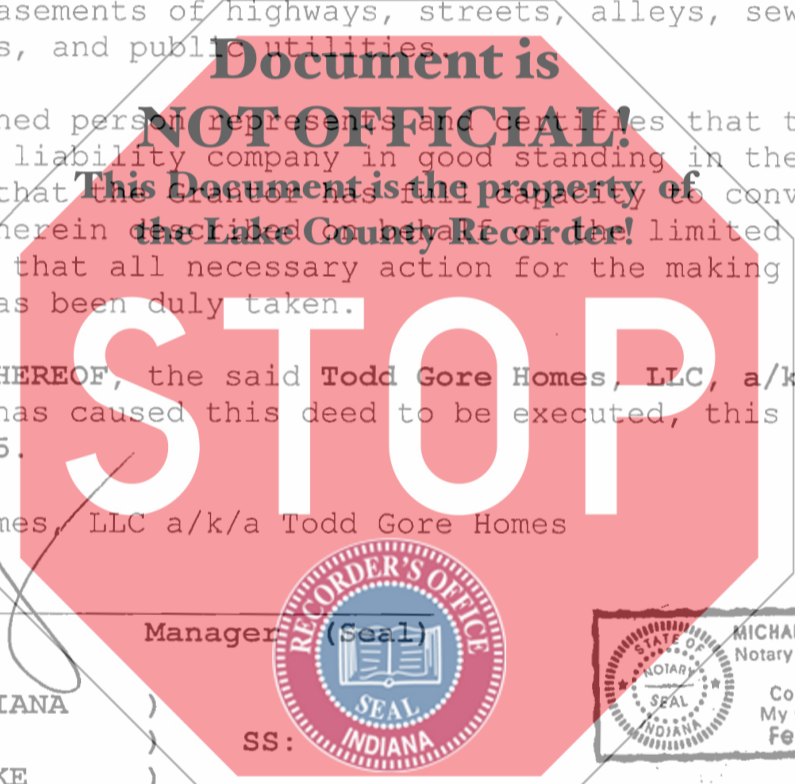 asements of highways, streets, alleys, sew
s, and public utilities
Document is
NOT OFFICIAL!
ned person represents and certifies that t
liability company in good standing in the
This Document is the property of
that the Grantor has full capacity to conv
the Lake County Recorder!
herein described on behalf of the limited
that all necessary action for the making
as been duly taken.
STOP
HEREOF, the said Todd Gore Homes, LLC, a/k
has caused this deed to be executed, this
5.
mes, LLC a/k/a Todd Gore Homes
RECORDER'S OFFICE
SEAL
INDIANA
Manager (Seal)
STATE OF
NOTARY
SEAL
INDIANA
MICHA
Notary
Co
My
Fe
IANA )
) SS:
KE )